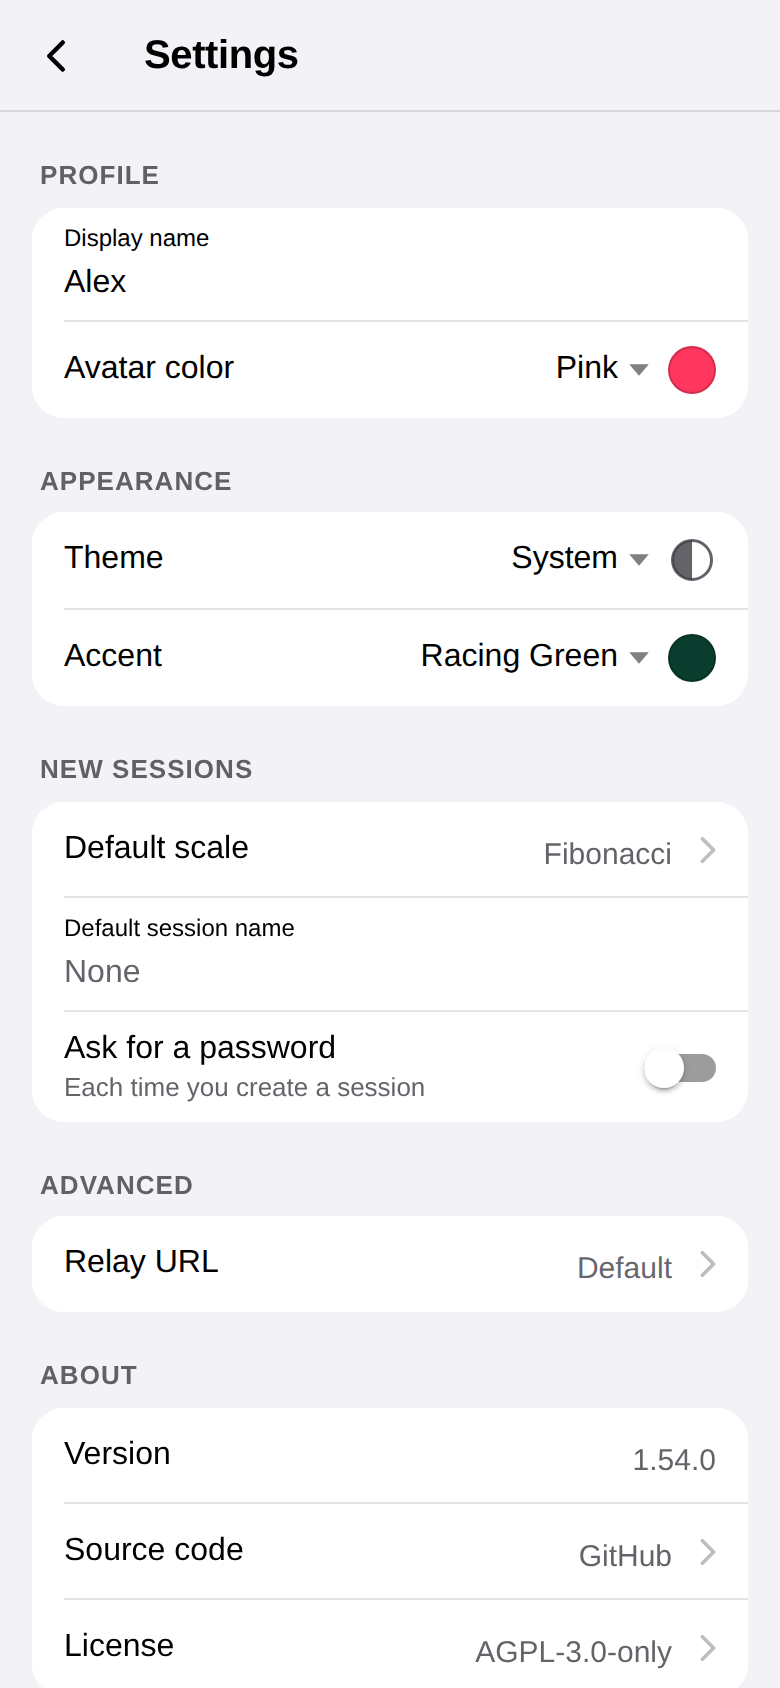 Settings
PROFILE
Display name
Alex
Avatar color Pink
APPEARANCE
Theme System
Accent Racing Green
NEW SESSIONS
Default scale Fibonacci
Default session name
None
Ask for a password
Each time you create a session
ADVANCED
Relay URL Default
ABOUT
Version 1.54.0
Source code GitHub
License AGPL-3.0-only